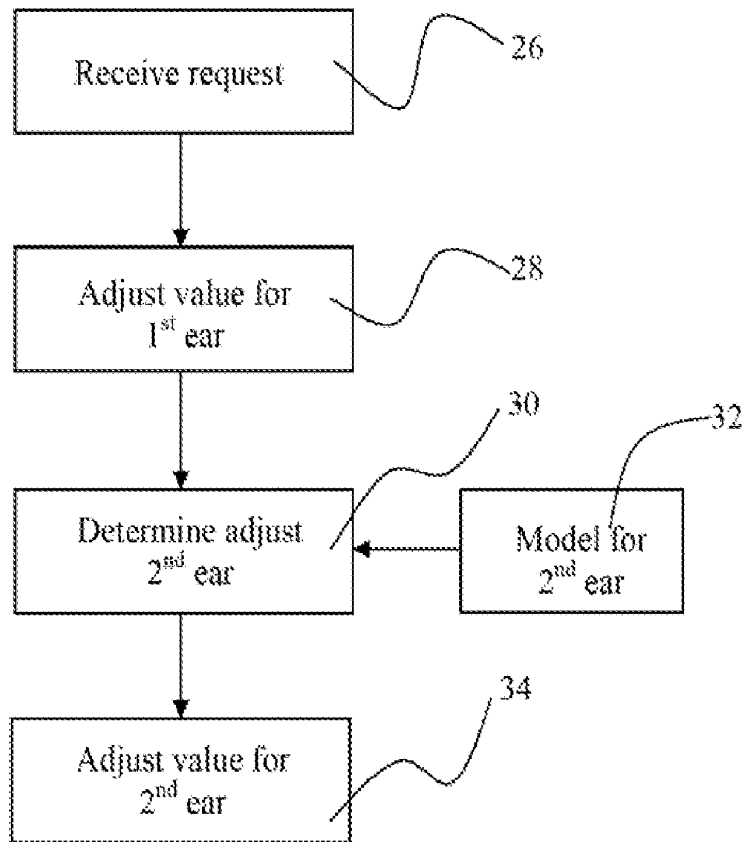 Receive request
26
Adjust value for
1st ear
28
30
32
Determine adjust
2nd ear
Model for
2nd ear
34
Adjust value for
2nd ear